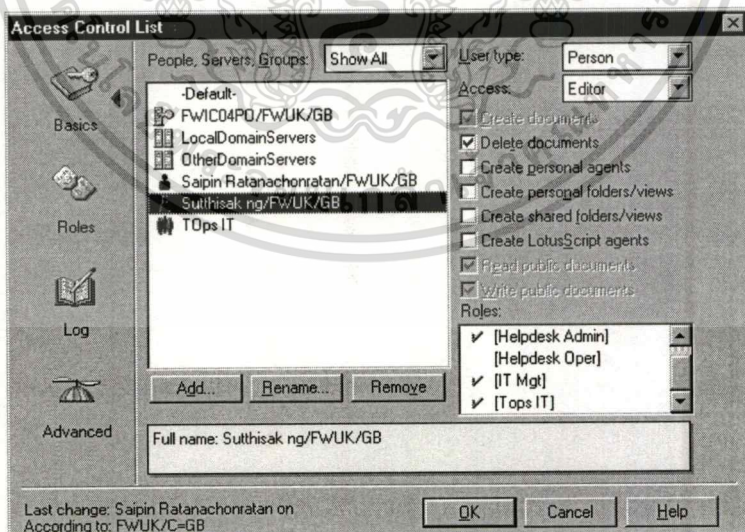 Access Control List
People, Servers, Groups: Show All
-Default-
FWIC04PO/FWUK/GB
LocalDomainServers
OtherDomainServers
Saipin Ratanachonratan/FWUK/GB
Sutthisak ng/FWUK/GB
TOps IT
Add... Rename... Remove
Full name: Sutthisak ng/FWUK/GB
Basics
Roles
Log
Advanced
User type: Person
Access: Editor
Create documents
Delete documents
Create personal agents
Create personal folders/views
Create shared folders/views
Create LotusScript agents
Read public documents
Write public documents
Roles:
[Helpdesk Admin]
[Helpdesk Oper]
[IT Mgt]
[Tops IT]
Last change: Saipin Ratanachonratan on
According to: FWUK/C=GB
OK Cancel Help